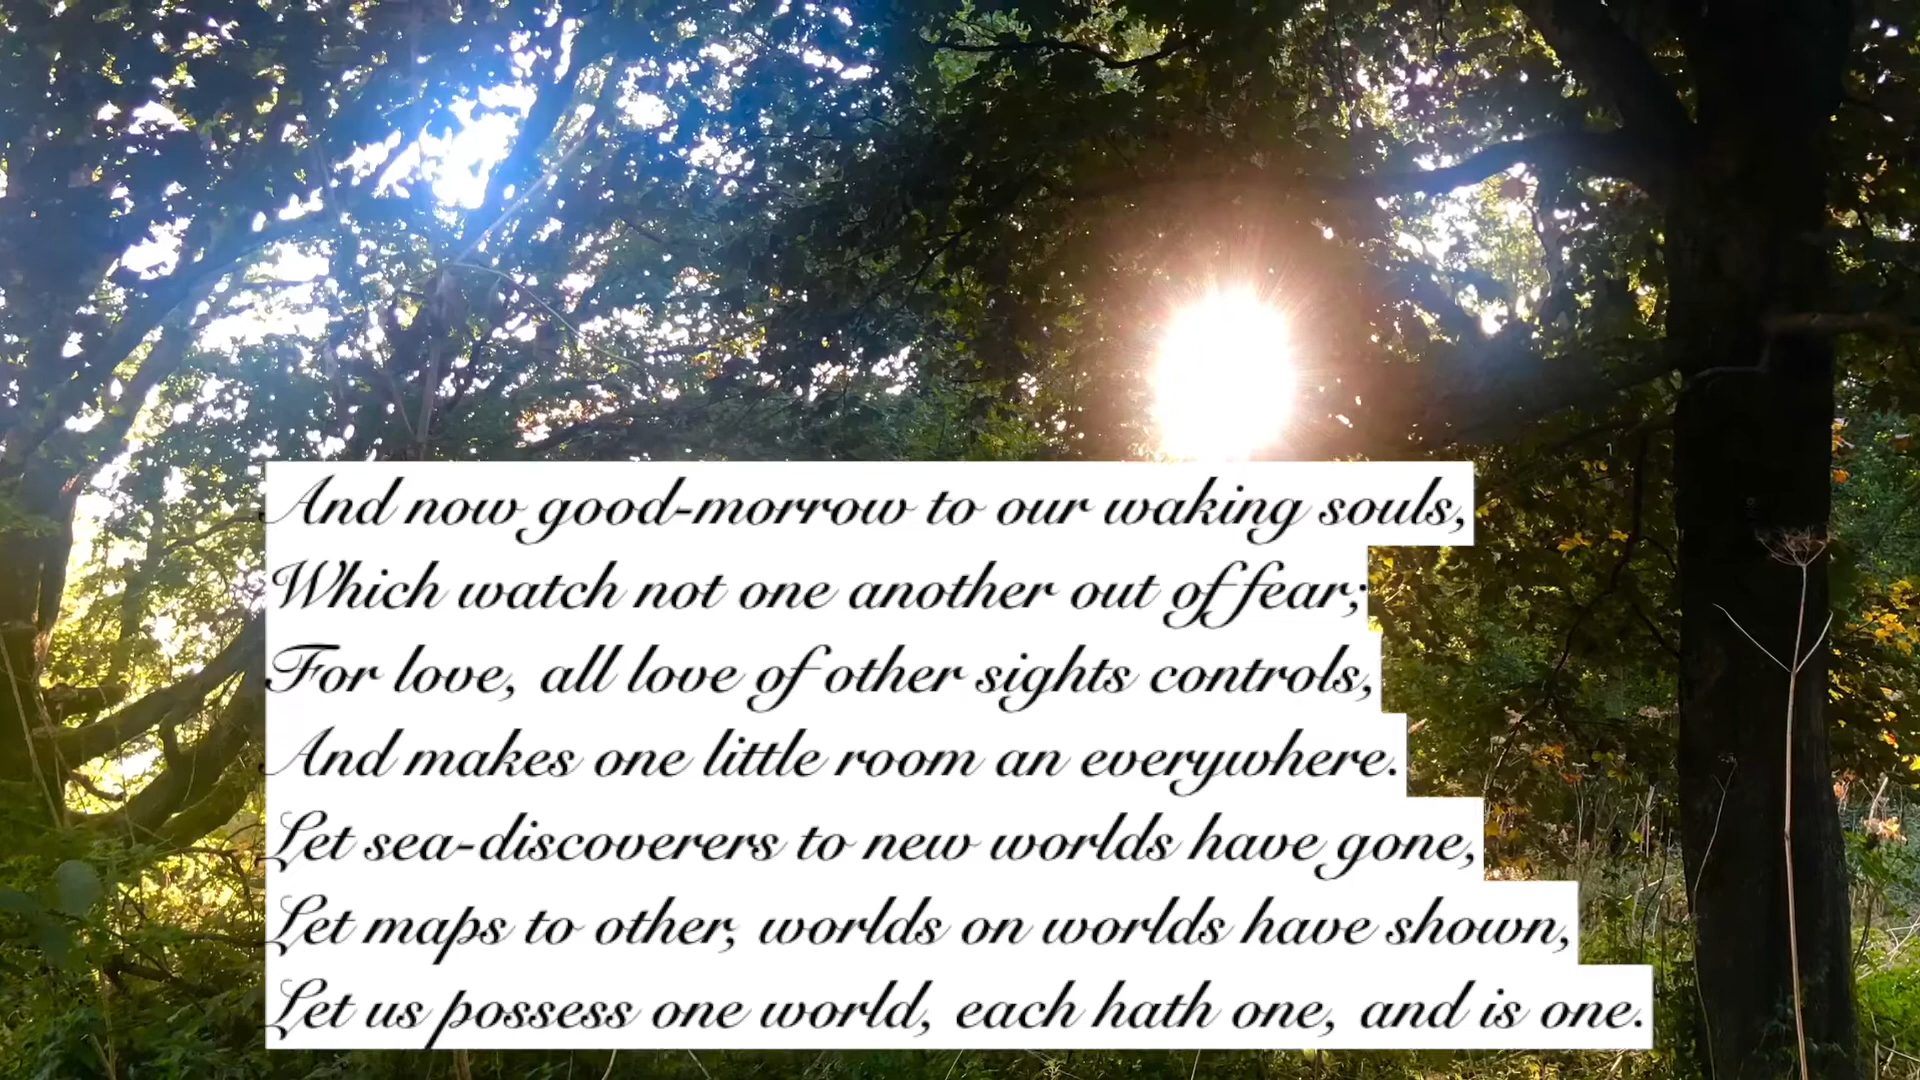 And now good-morrow to our waking souls,
Which watch not one another out of fear;
For love, all love of other sights controls,
And makes one little room an everywhere.
Let sea-discoverers to new worlds have gone,
Let maps to other, worlds on worlds have shown,
Let us possess one world, each hath one, and is one.